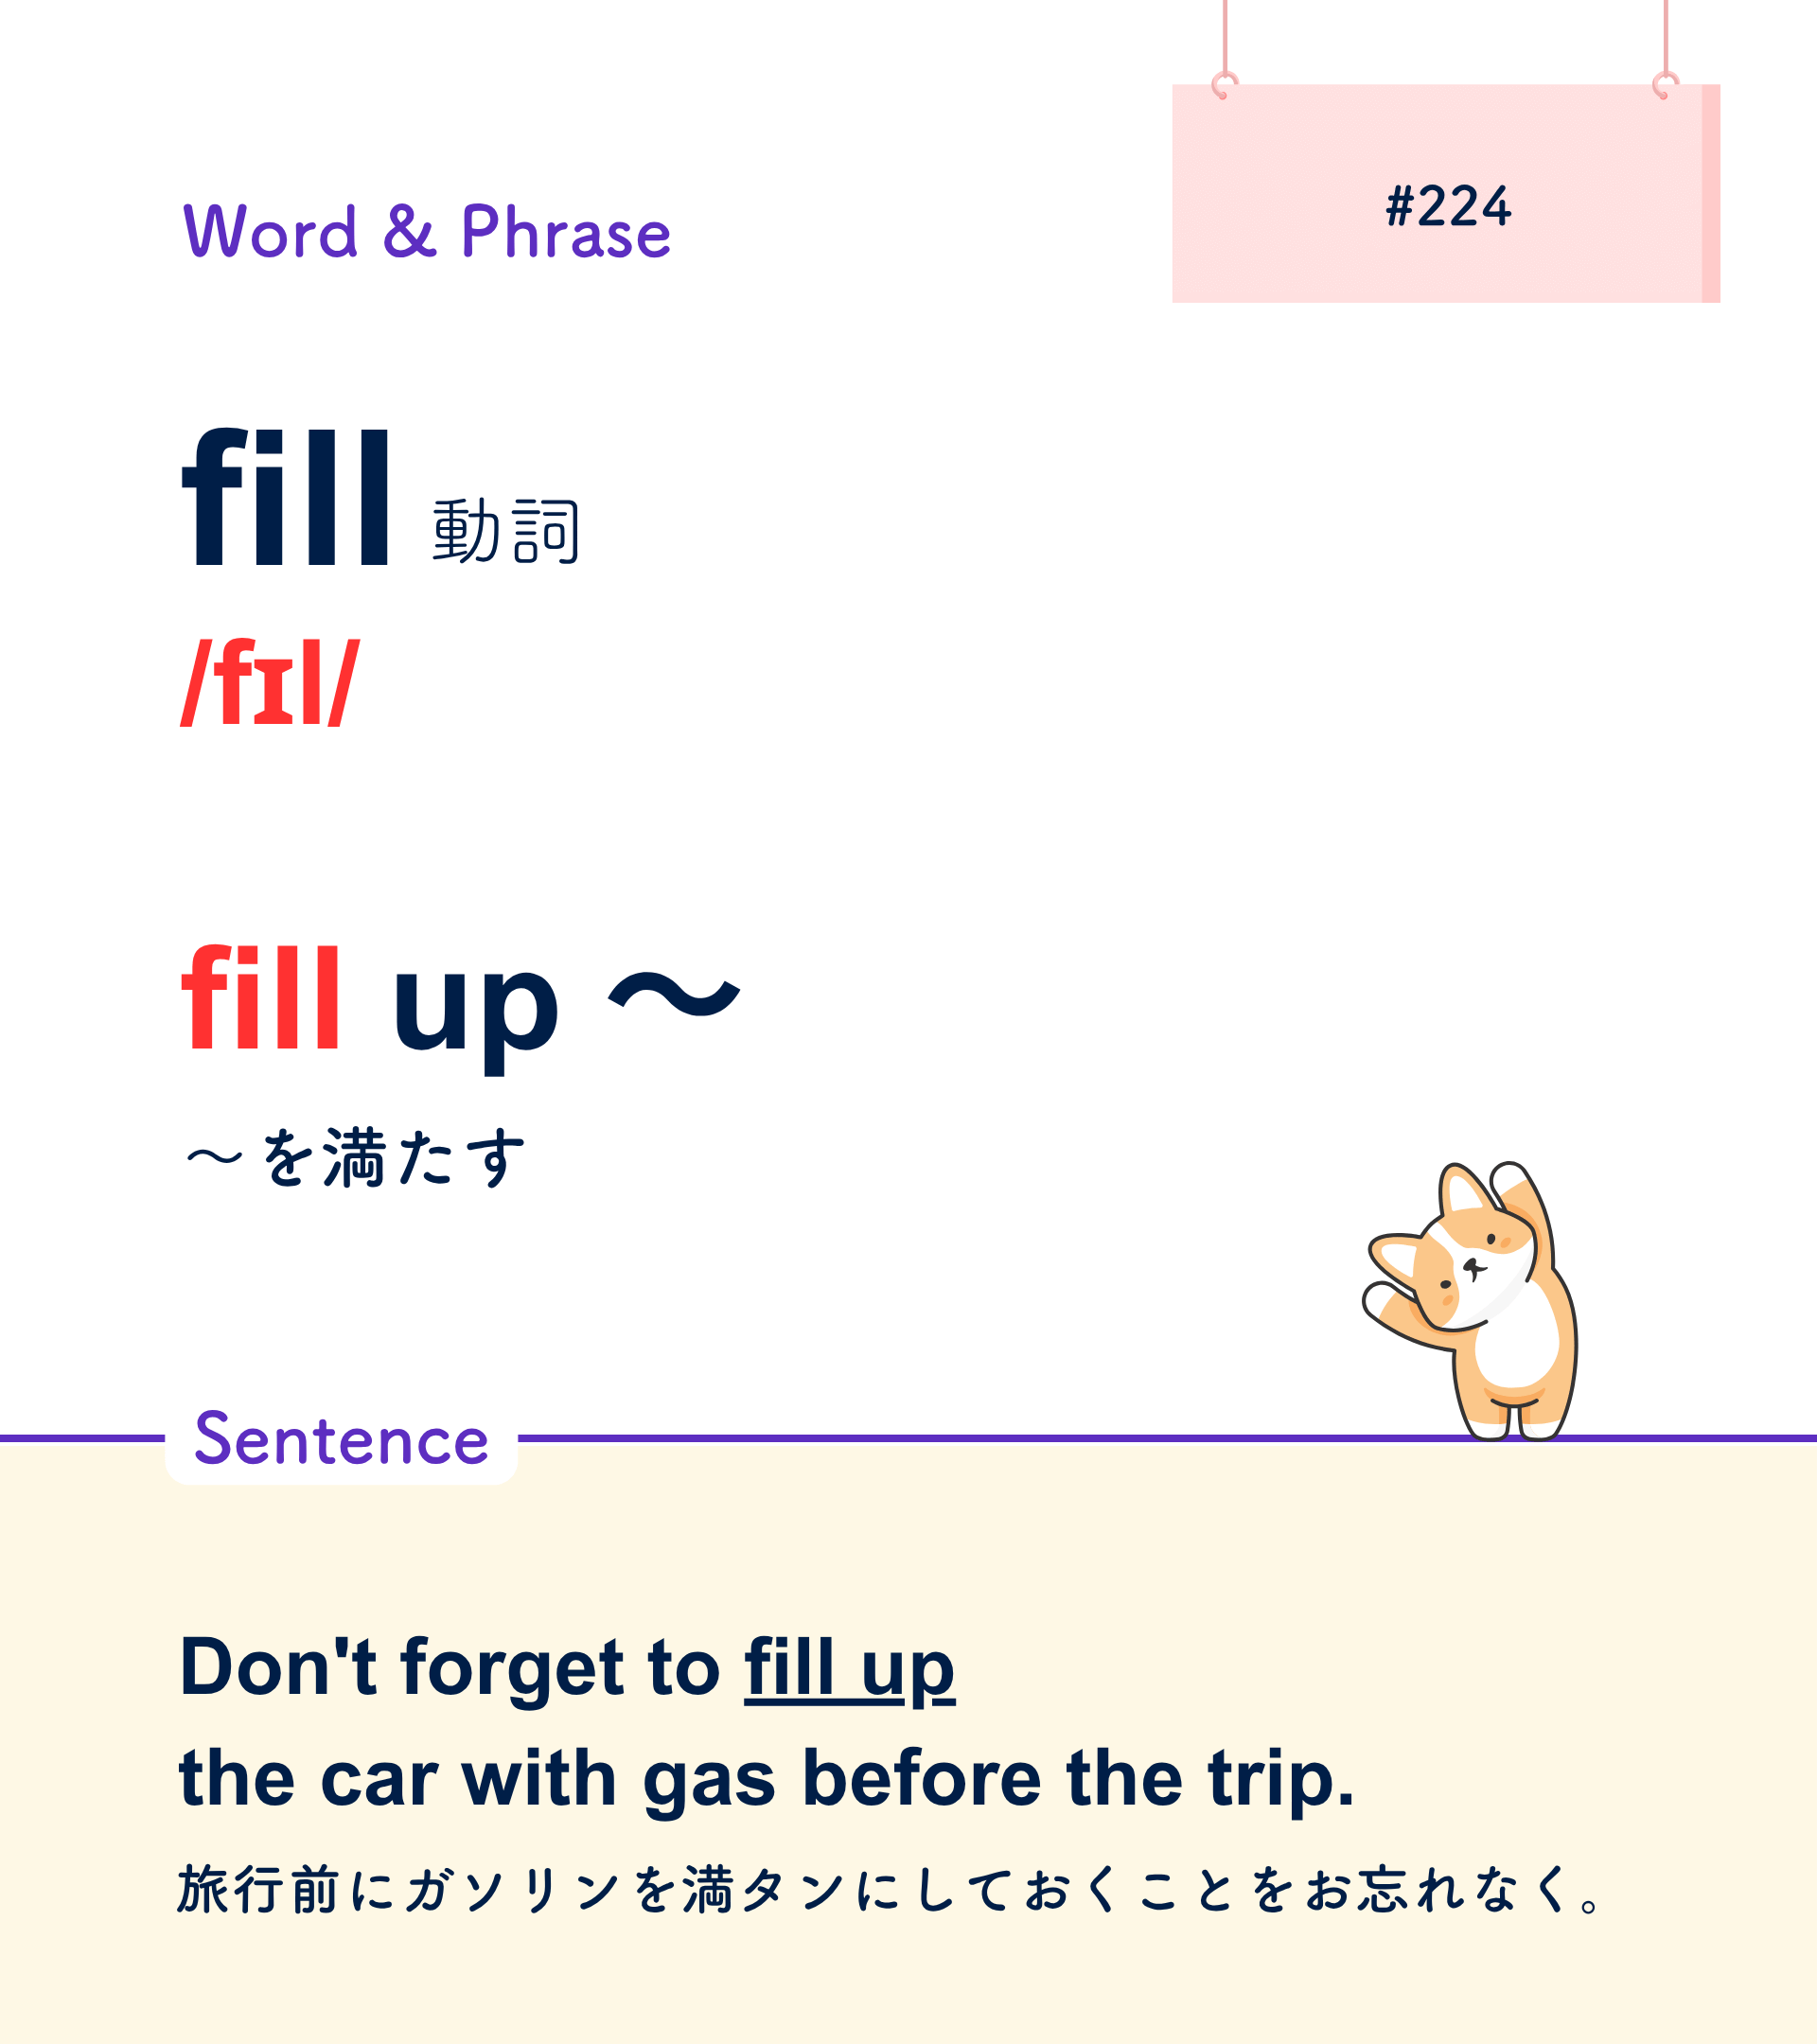 #224
Word & Phrase
fill 動詞
/fɪl/
fill up 〜
〜 を満たす
Sentence
Don't forget to fill up
the car with gas before the trip.
旅行前にガソリンを満タンにしておくことをお忘れなく。